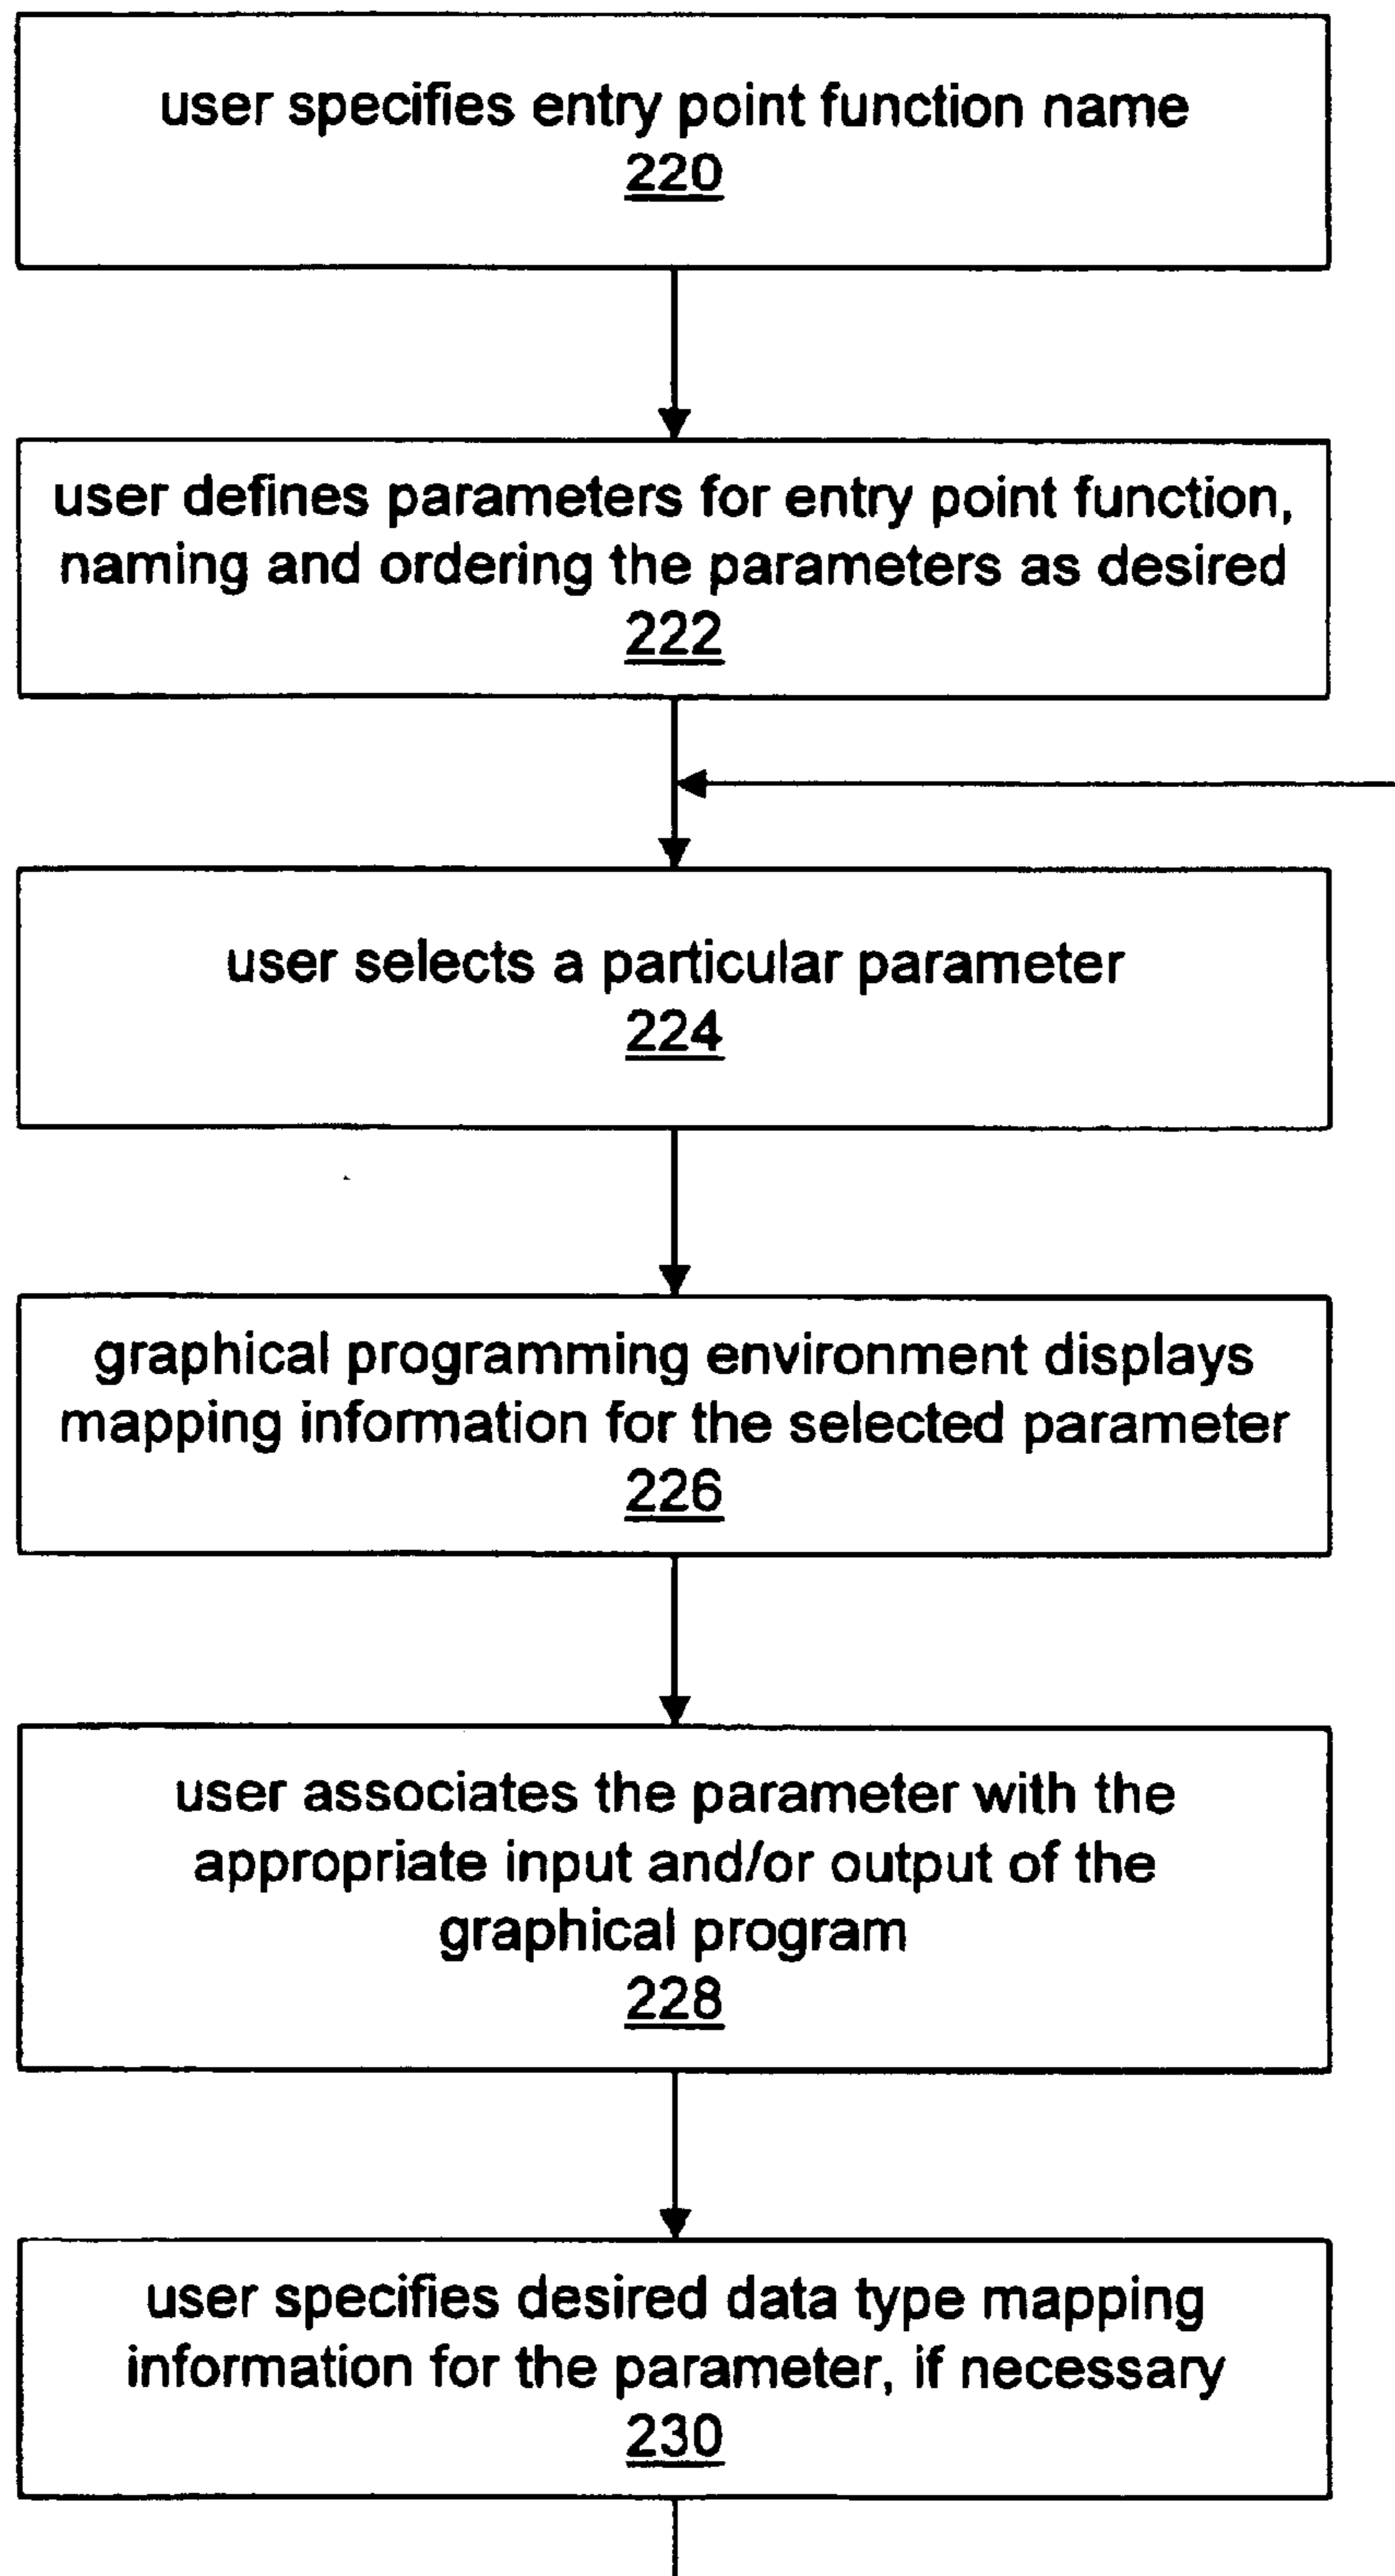 user specifies entry point function name
220
user defines parameters for entry point function,
naming and ordering the parameters as desired
222
user selects a particular parameter
224
graphical programming environment displays
mapping information for the selected parameter
226
user associates the parameter with the
appropriate input and/or output of the
graphical program
228
user specifies desired data type mapping
information for the parameter, if necessary
230